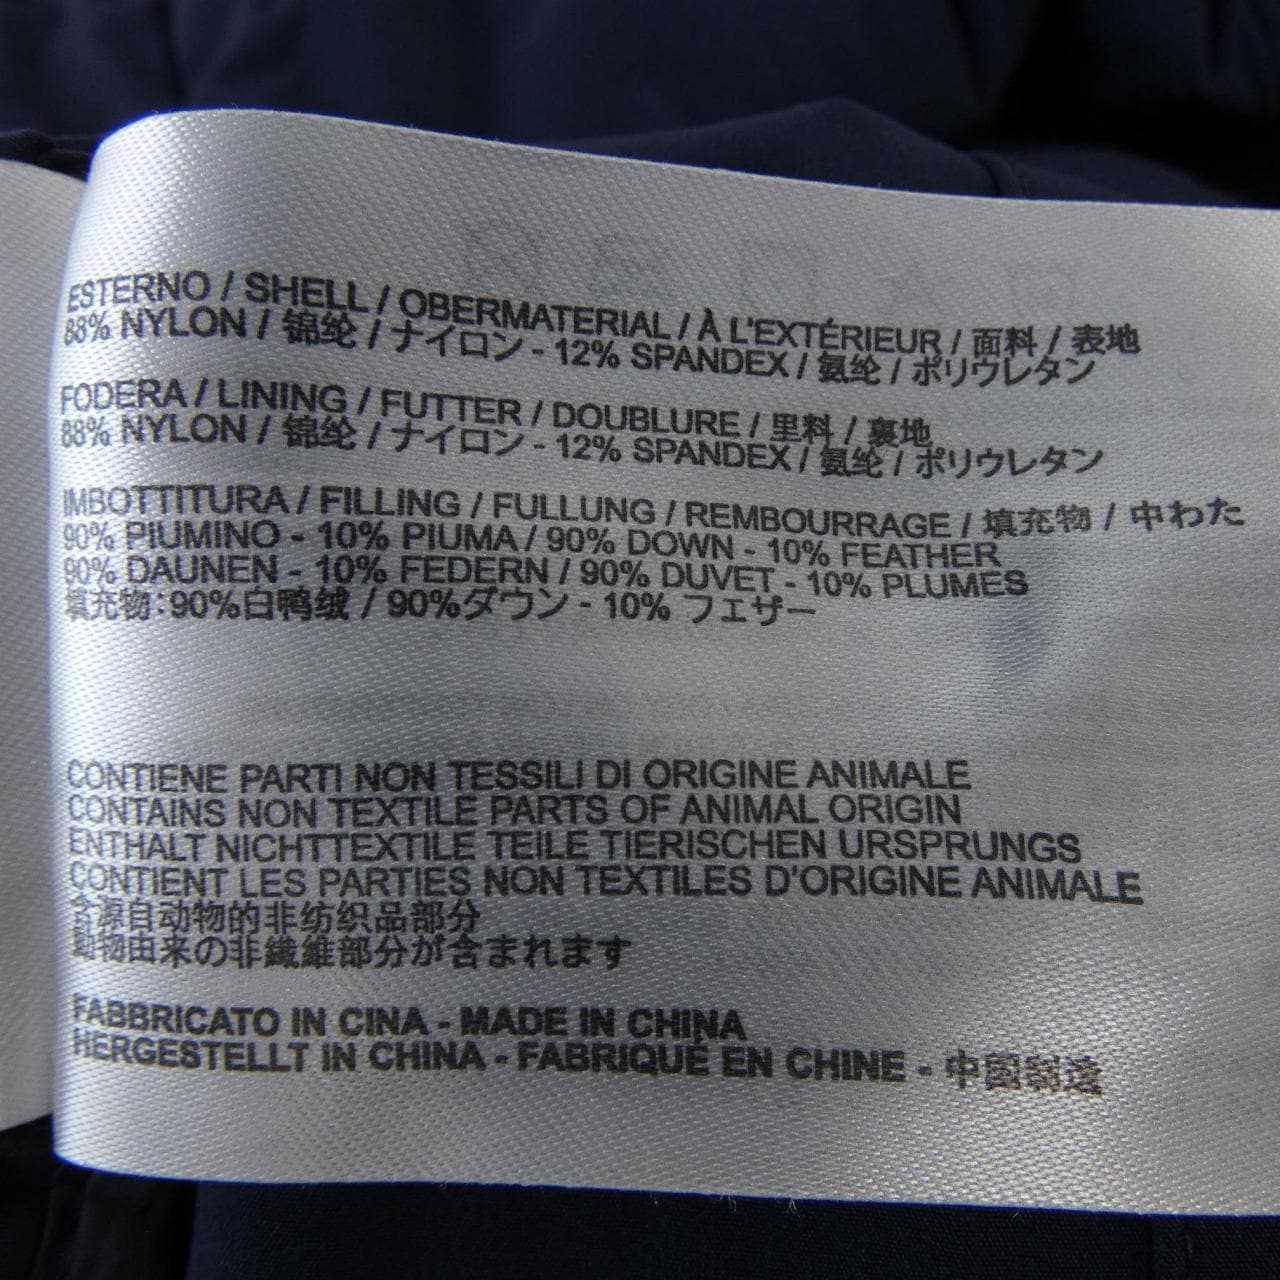 ESTERNO / SHELL / OBERMATERIAL / À L'EXTÉRIEUR / 面料 / 表地
88% NYLON / 锦纶 / ナイロン - 12% SPANDEX / 氨纶 / ポリウレタン
FODERA / LINING / FUTTER / DOUBLURE / 里料 / 裏地
88% NYLON / 锦纶 / ナイロン - 12% SPANDEX / 氨纶 / ポリウレタン
IMBOTTITURA / FILLING / FULLUNG / REMBOURRAGE / 填充物 / 中わた
90% PIUMINO - 10% PIUMA / 90% DOWN - 10% FEATHER
90% DAUNEN - 10% FEDERN / 90% DUVET - 10% PLUMES
填充物：90%白鸭绒 / 90%ダウン - 10% フェザー
CONTIENE PARTI NON TESSILI DI ORIGINE ANIMALE
CONTAINS NON TEXTILE PARTS OF ANIMAL ORIGIN
ENTHALT NICHTTEXTILE TEILE TIERISCHEN URSPRUNGS
CONTIENT LES PARTIES NON TEXTILES D'ORIGINE ANIMALE
含源自动物的非纺织品部分
動物由来の非繊維部分が含まれます
FABBRICATO IN CINA - MADE IN CHINA
HERGESTELLT IN CHINA - FABRIQUÉ EN CHINE - 中国制造